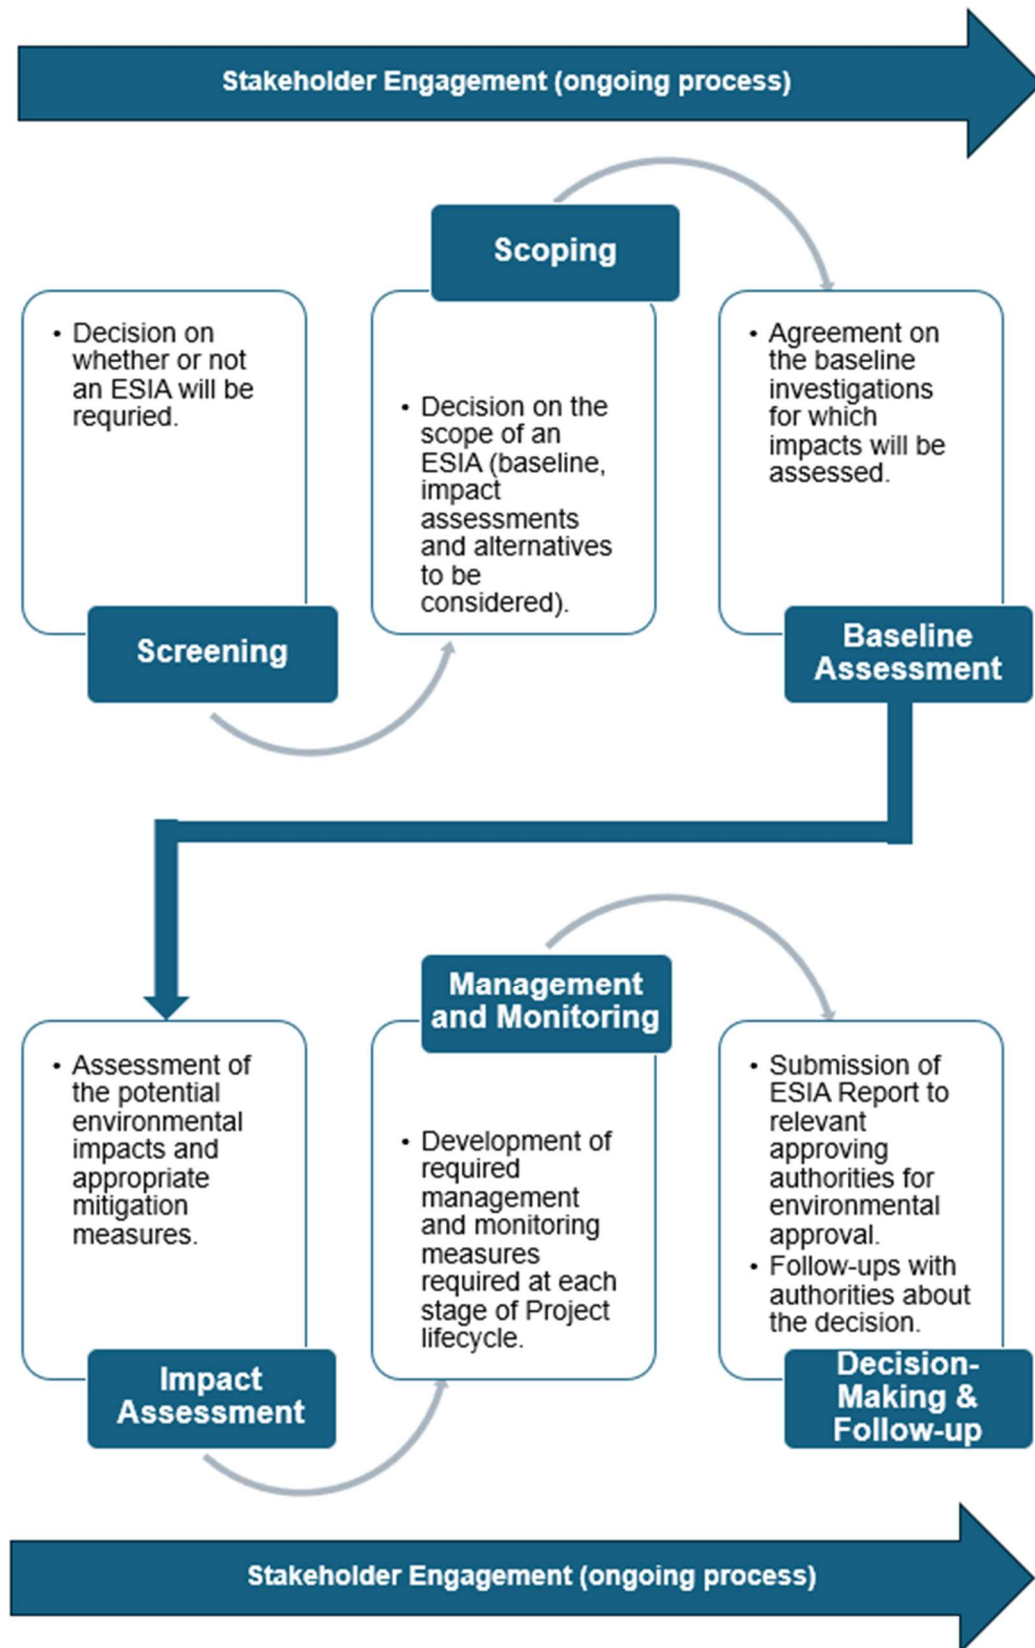 Stakeholder Engagement (ongoing process)
Scoping
• Decision on
whether or not
an ESIA will be
requried.
Screening
• Decision on the
scope of an
ESIA (baseline,
impact
assessments
and alternatives
to be
considered).
• Agreement on
the baseline
investigations
for which
impacts will be
assessed.
Baseline
Assessment
• Assessment of
the potential
environmental
impacts and
appropriate
mitigation
measures.
Impact
Assessment
Management
and Monitoring
• Development of
required
management
and monitoring
measures
required at each
stage of Project
lifecycle.
• Submission of
ESIA Report to
relevant
approving
authorities for
environmental
approval.
• Follow-ups with
authorities about
the decision.
Decision-
Making &
Follow-up
Stakeholder Engagement (ongoing process)